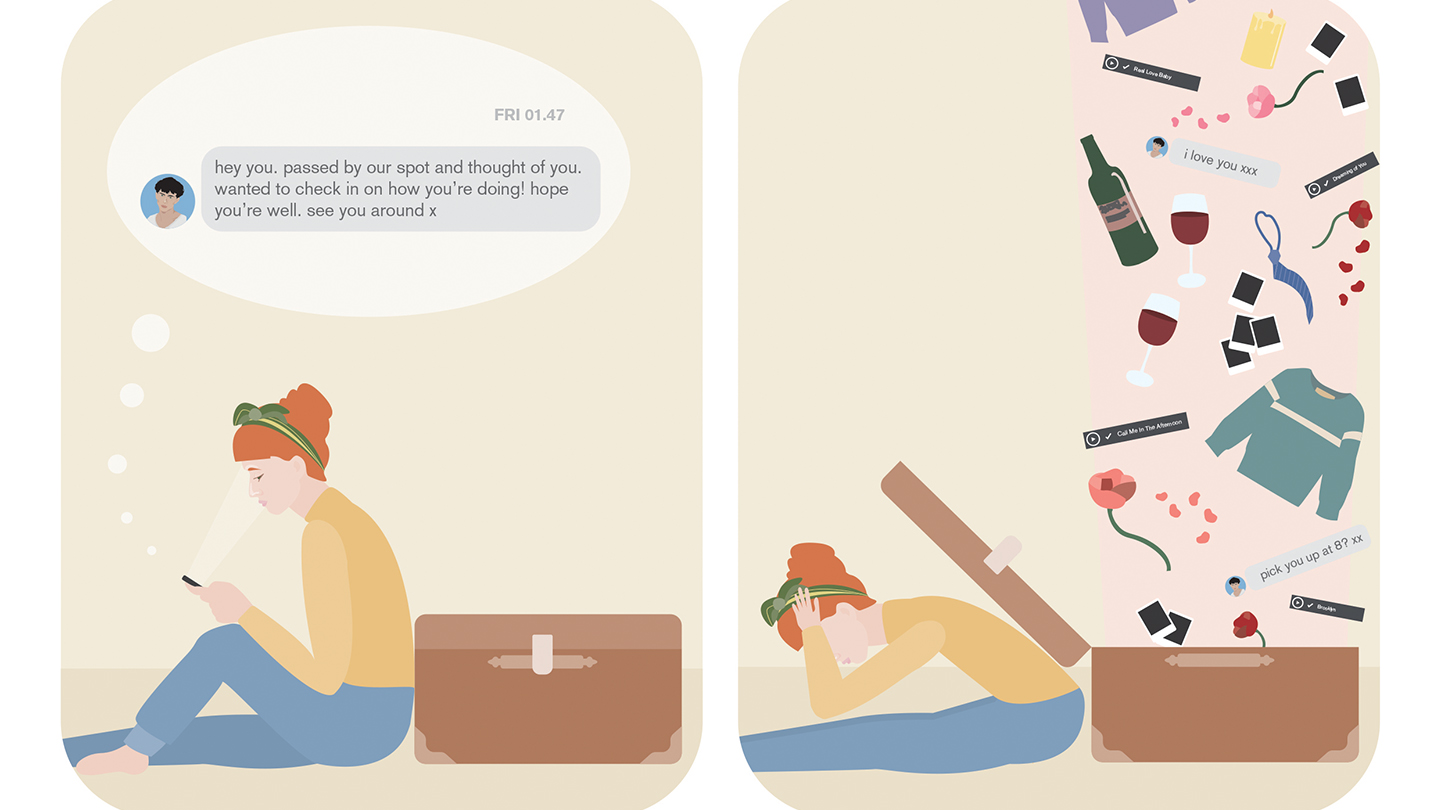 FRI 01.47
hey you. passed by our spot and thought of you.
wanted to check in on how you're doing! hope
you're well. see you around x
Real Love Baby
i love you xxx
Dreaming of You
Call Me In The Afternoon
pick you up at 8? xx
Brooklyn